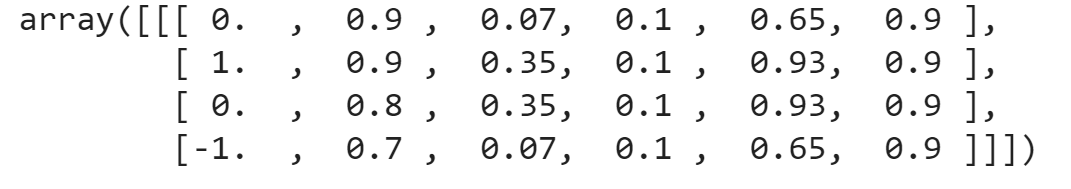 array([[[ 0.  ,  0.9 ,  0.07,  0.1 ,  0.65,  0.9 ],
        [ 1.  ,  0.9 ,  0.35,  0.1 ,  0.93,  0.9 ],
        [ 0.  ,  0.8 ,  0.35,  0.1 ,  0.93,  0.9 ],
        [-1.  ,  0.7 ,  0.07,  0.1 ,  0.65,  0.9 ]]])